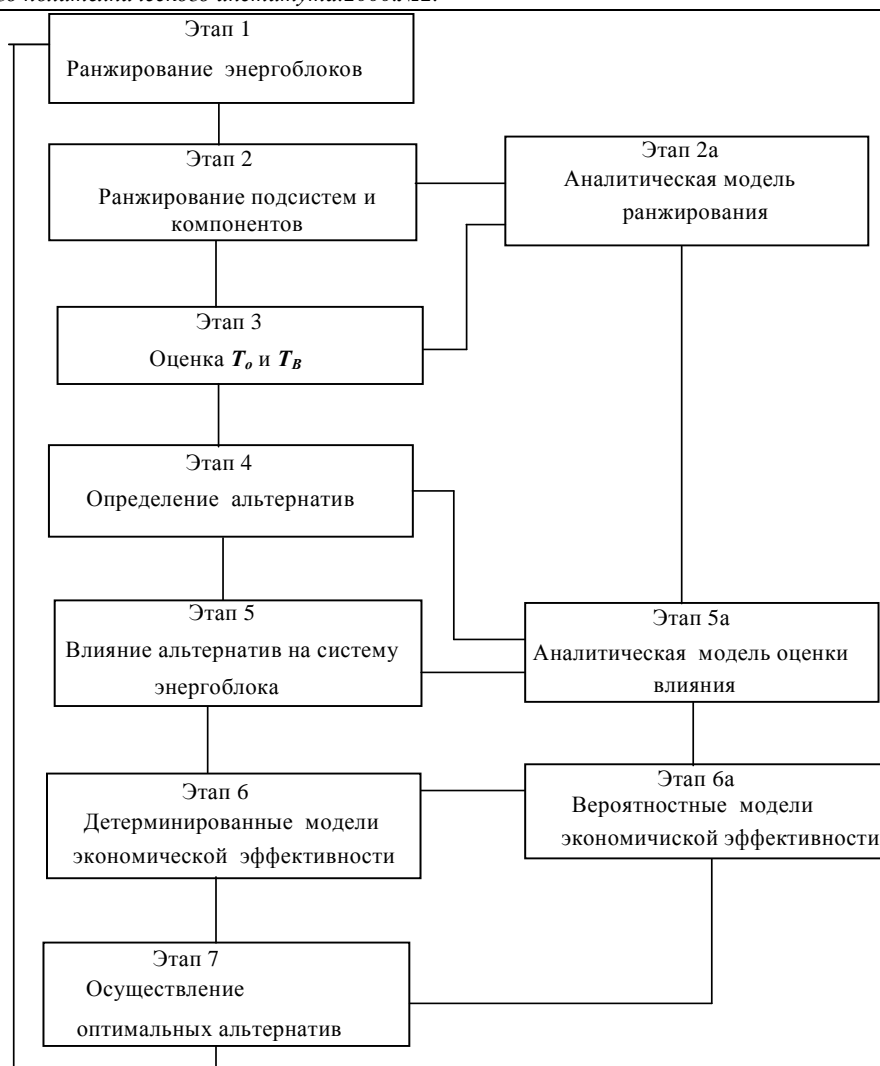 Этап 1
Ранжирование энергоблоков
Этап 2
Ранжирование подсистем и
компонентов
Этап 2а
Аналитическая модель
ранжирования
Этап 3
Оценка Tо и TВ
Этап 4
Определение альтернатив
Этап 5
Влияние альтернатив на систему
энергоблока
Этап 5а
Аналитическая модель оценки
влияния
Этап 6
Детерминированные модели
экономической эффективности
Этап 6а
Вероятностные модели
экономичиской эффективности
Этап 7
Осуществление
оптимальных альтернатив